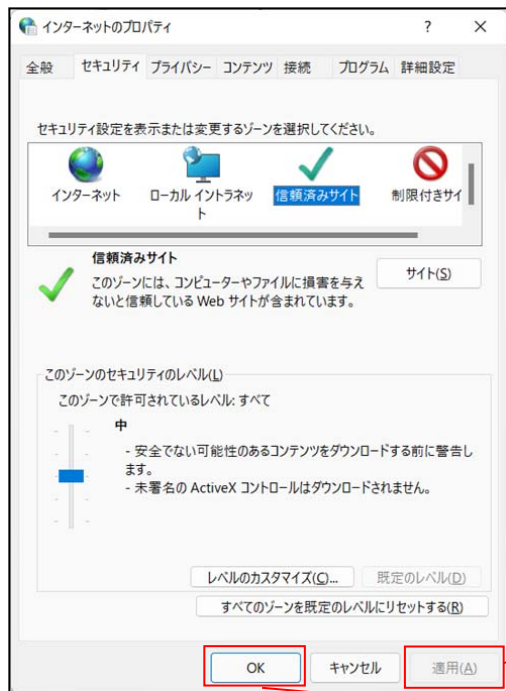 インターネットのプロパティ ? ×
全般 セキュリティ プライバシー コンテンツ 接続 プログラム 詳細設定
セキュリティ設定を表示または変更するゾーンを選択してください。
インターネット ローカル イントラネッ 信頼済みサイト 制限付きサイ
ト
信頼済みサイト
このゾーンには、コンピューターやファイルに損害を与え
ないと信頼している Web サイトが含まれています。
サイト(S)
このゾーンのセキュリティのレベル(L)
このゾーンで許可されているレベル: すべて
中
- 安全でない可能性のあるコンテンツをダウンロードする前に警告し
ます。
- 未署名の ActiveX コントロールはダウンロードされません。
レベルのカスタマイズ(C)... 既定のレベル(D)
すべてのゾーンを既定のレベルにリセットする(R)
OK キャンセル 適用(A)